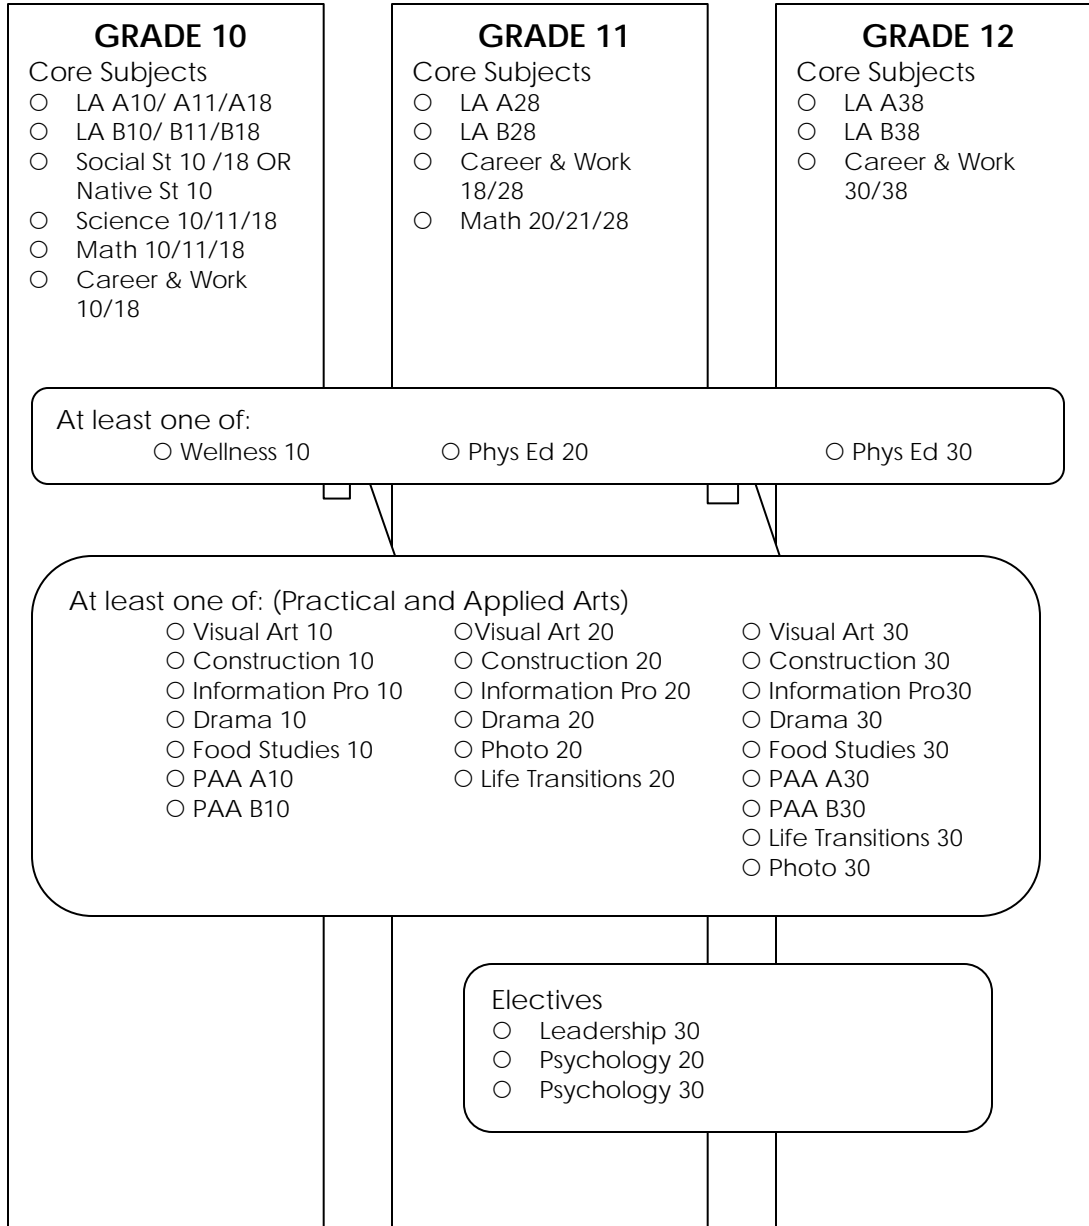 GRADE 10
Core Subjects
○ LA A10/ A11/A18
○ LA B10/ B11/B18
○ Social St 10 /18 OR
Native St 10
○ Science 10/11/18
○ Math 10/11/18
○ Career & Work
10/18
GRADE 11
Core Subjects
○ LA A28
○ LA B28
○ Career & Work
18/28
○ Math 20/21/28
GRADE 12
Core Subjects
○ LA A38
○ LA B38
○ Career & Work
30/38
At least one of:
○ Wellness 10
○ Phys Ed 20
○ Phys Ed 30
At least one of: (Practical and Applied Arts)
○ Visual Art 10
○ Construction 10
○ Information Pro 10
○ Drama 10
○ Food Studies 10
○ PAA A10
○ PAA B10
○Visual Art 20
○ Construction 20
○ Information Pro 20
○ Drama 20
○ Photo 20
○ Life Transitions 20
○ Visual Art 30
○ Construction 30
○ Information Pro30
○ Drama 30
○ Food Studies 30
○ PAA A30
○ PAA B30
○ Life Transitions 30
○ Photo 30
Electives
○ Leadership 30
○ Psychology 20
○ Psychology 30